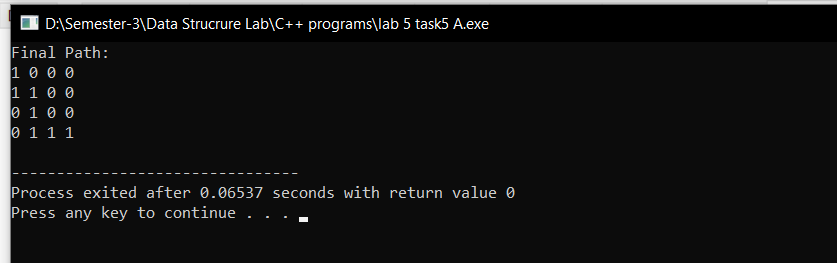 D:\Semester-3\Data Strucrure Lab\C++ programs\lab 5 task5 A.exe
Final Path:
1 0 0 0
1 1 0 0
0 1 0 0
0 1 1 1
--------------------------------
Process exited after 0.06537 seconds with return value 0
Press any key to continue . . .